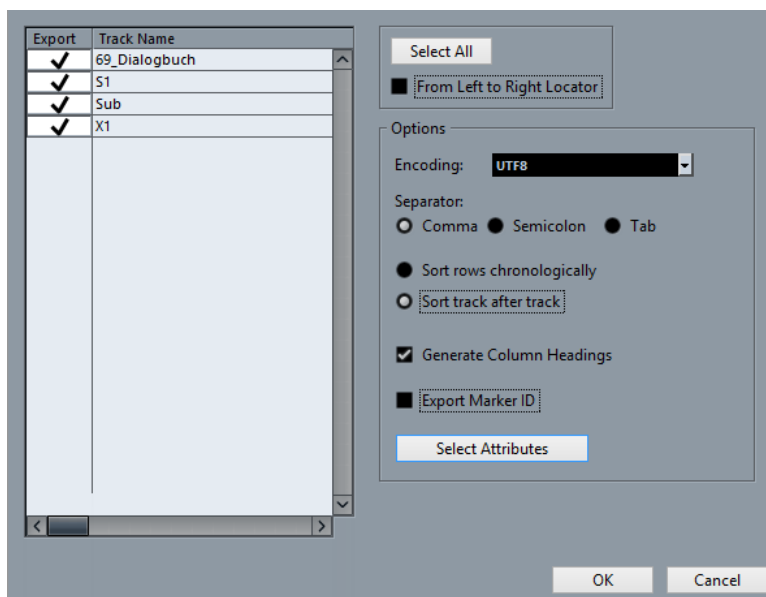 Export Track Name
69_Dialogbuch
S1
Sub
X1
Select All
From Left to Right Locator
Options
Encoding: UTF8
Separator:
Comma Semicolon Tab
Sort rows chronologically
Sort track after track
Generate Column Headings
Export Marker ID
Select Attributes
OK Cancel